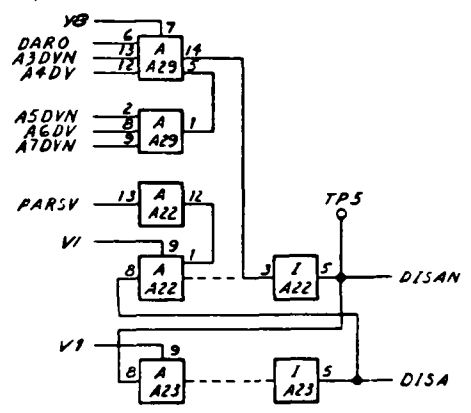 Y8 7
DARO 6
A3DVN 13 A 14
A4DV 12 A29 5
A5DVN 2
A6DV 8 A 1
A7DVN 9 A29
PARSV 13 A 12
A22
TP5
V1 9
1
8 A 3 I 5 DISAN
A22 A22
V1 9
8 A I 5 DISA
A23 A23